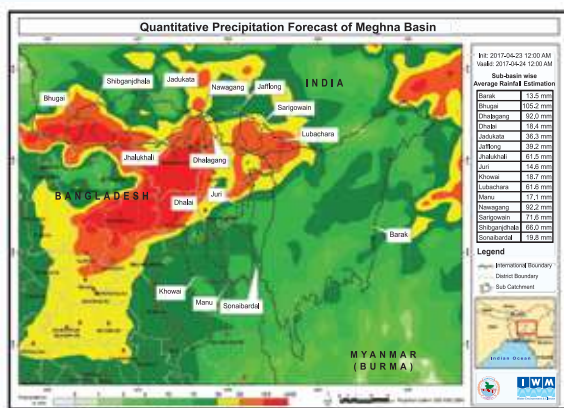 Quantitative Precipitation Forecast of Meghna Basin
Init: 2017-04-23 12:00 AM
Vaalid: 2017-04-24 12:00 AM
Sub-basin wise
Average Rainfall Estimation
Barak 13,5 mm
Bhugai 105.2 mm
Dhalagang 92,0 mm
Dhalai 18,4 mm
Jadukata 36,3 mm
Jafflong 39,2 mm
Jhalukhali 61,5 mm
Juri 14,6 mm
Khowai 18.7 mm
Lubachara 61.6 mm
Manu 17,1 mm
Nawagang 92,2 mm
Sarigowain 71,6 mm
Shibganjdhala 66,0 mm
Sonaibardal 19,8 mm
Legend
International Boundary
District Boundary
Sub Catchment
Indian Ocean
IWM
Jadukata
Shibganjdhala
Nawagang
Jafflong
INDIA
Bhugai
Sarigowain
Lubachara
Jhalukhali
Dhalagang
BANGLADESH
Juri
Dhalai
Barak
Khowai
Manu
Sonaibardal
MYANMAR
(BURMA)